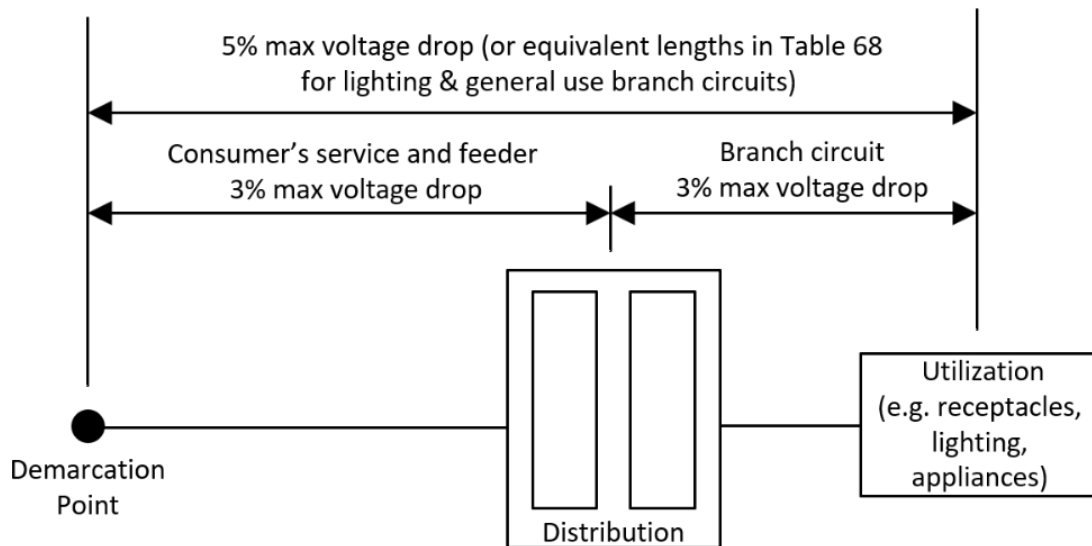 5% max voltage drop (or equivalent lengths in Table 68
for lighting & general use branch circuits)
Consumer's service and feeder
3% max voltage drop
Branch circuit
3% max voltage drop
Utilization
(e.g. receptacles,
lighting,
appliances)
Demarcation
Point
Distribution